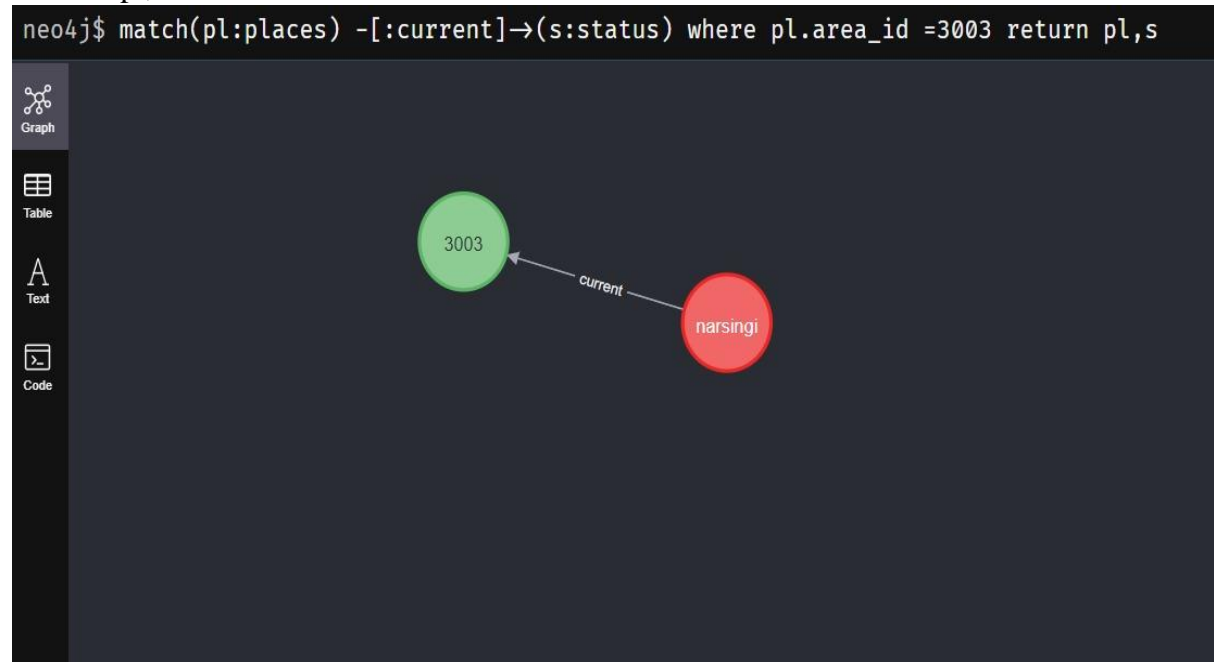 neo4j$ match(pl:places) -[:current]→(s:status) where pl.area_id =3003 return pl,s
Graph
Table
A
Text
Code
3003
current
narsingi